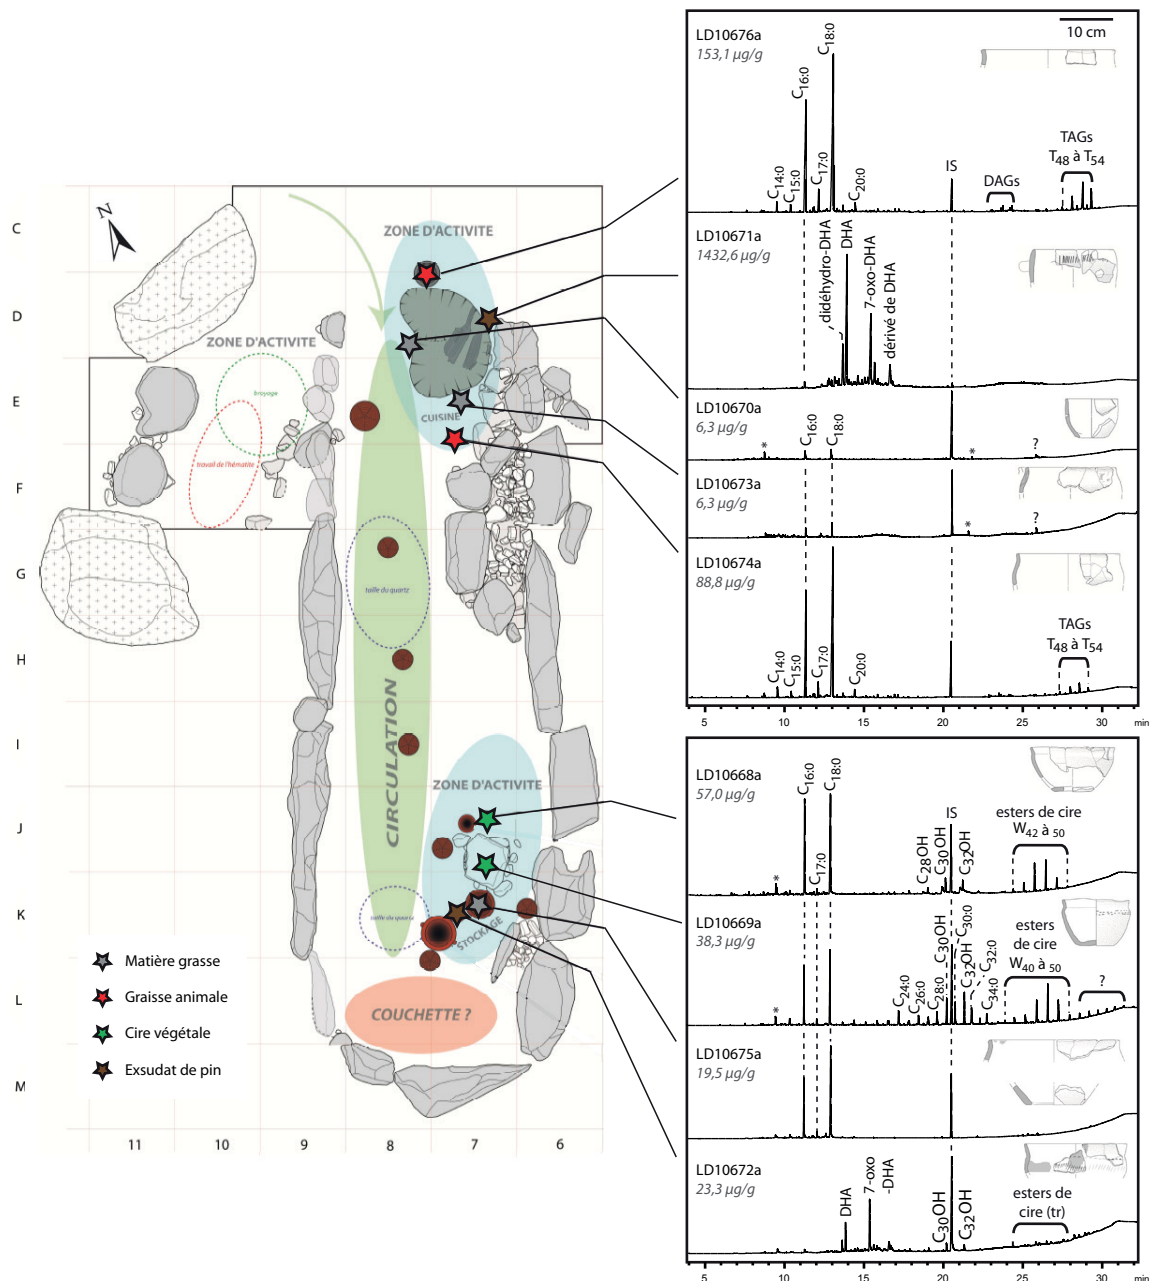 N
C
D
E
F
G
H
I
J
K
L
M
11
10
9
8
7
6
ZONE D'ACTIVITE
ZONE D'ACTIVITE
broyage
travail de l'hématite
CUISINE
taille du quartz
CIRCULATION
ZONE D'ACTIVITE
taille du quartz
STOCKAGE
COUCHETTE ?
Matière grasse
Graisse animale
Cire végétale
Exsudat de pin
LD10676a
153,1 µg/g
C14:0
C15:0
C16:0
C17:0
C18:0
C20:0
IS
DAGs
TAGs
T48 à T54
10 cm
LD10671a
1432,6 µg/g
didéhydro-DHA
DHA
7-oxo-DHA
dérivé de DHA
LD10670a
6,3 µg/g
*
C16:0
C18:0
*
?
LD10673a
6,3 µg/g
*
?
LD10674a
88,8 µg/g
C14:0
C15:0
C17:0
C20:0
TAGs
T48 à T54
5
10
15
20
25
30
min
LD10668a
57,0 µg/g
*
C16:0
C17:0
C18:0
C28OH
C30OH
IS
C32OH
esters de cire
W42 à 50
LD10669a
38,3 µg/g
*
C24:0
C26:0
C28:0
C30OH
C30:0
C32OH
C32:0
C34:0
esters
de cire
W40 à 50
?
LD10675a
19,5 µg/g
LD10672a
23,3 µg/g
DHA
7-oxo
-DHA
C30OH
C32OH
esters de
cire (tr)
5
10
15
20
25
30
min